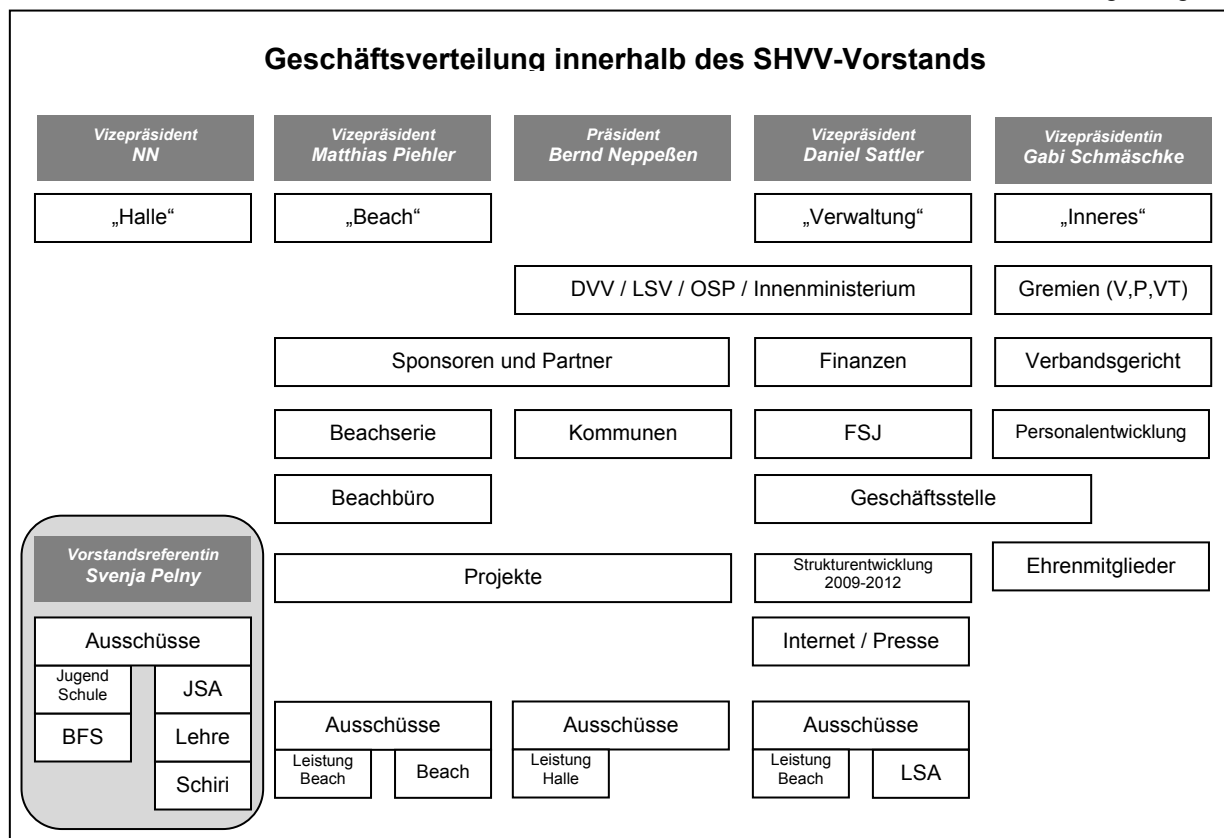 Geschäftsverteilung innerhalb des SHVV-Vorstands
Vizepräsident
NN
Vizepräsident
Matthias Piehler
Präsident
Bernd Neppeßen
Vizepräsident
Daniel Sattler
Vizepräsidentin
Gabi Schmäschke
„Halle“
„Beach“
„Verwaltung“
„Inneres“
DVV / LSV / OSP / Innenministerium
Gremien (V,P,VT)
Sponsoren und Partner
Finanzen
Verbandsgericht
Beachserie
Kommunen
FSJ
Personalentwicklung
Beachbüro
Geschäftsstelle
Vorstandsreferentin
Svenja Pelny
Projekte
Strukturentwicklung
2009-2012
Ehrenmitglieder
Ausschüsse
Jugend
Schule
JSA
BFS
Lehre
Schiri
Internet / Presse
Ausschüsse
Leistung
Beach
Beach
Ausschüsse
Leistung
Halle
Ausschüsse
Leistung
Beach
LSA